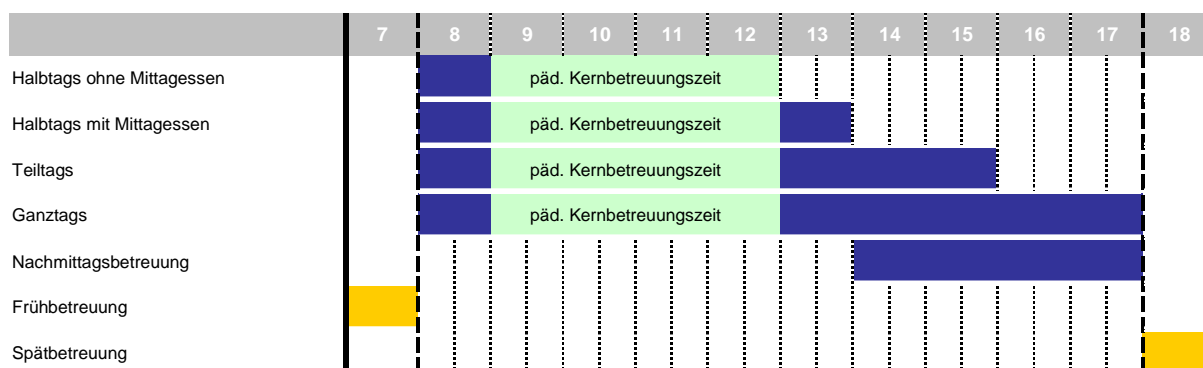 7 8 9 10 11 12 13 14 15 16 17 18
Halbtags ohne Mittagessen päd. Kernbetreuungszeit
Halbtags mit Mittagessen päd. Kernbetreuungszeit
Teiltags päd. Kernbetreuungszeit
Ganztags päd. Kernbetreuungszeit
Nachmittagsbetreuung
Frühbetreuung
Spätbetreuung